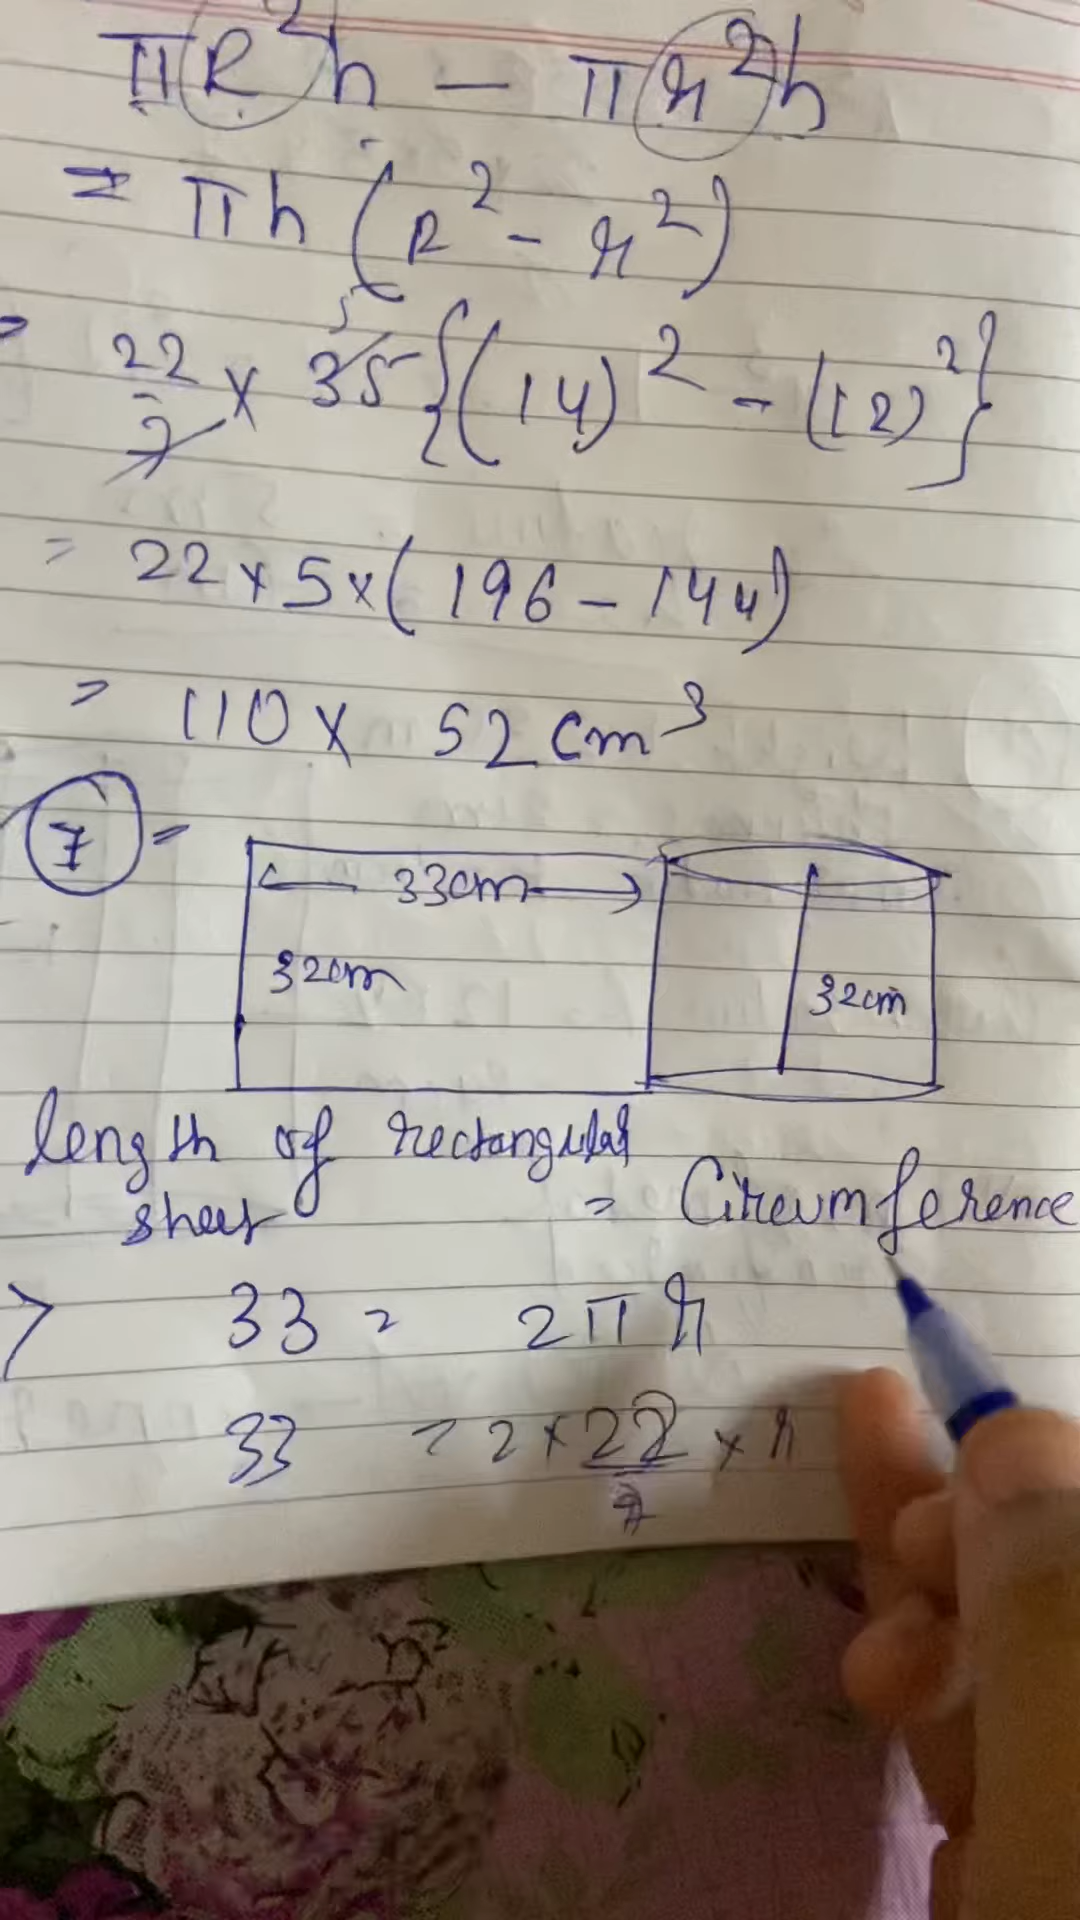 πR²h - πr²h
= πh (R² - r²)
= 22/7 × 35 5 {(14)² - (12)²}
= 22 × 5 × (196 - 144)
= 110 × 52 cm³
7 =
33cm
32cm
32cm
length of rectangular
sheet = Circumference
> 33 = 2πr
33 = 2 × 22/7 × r